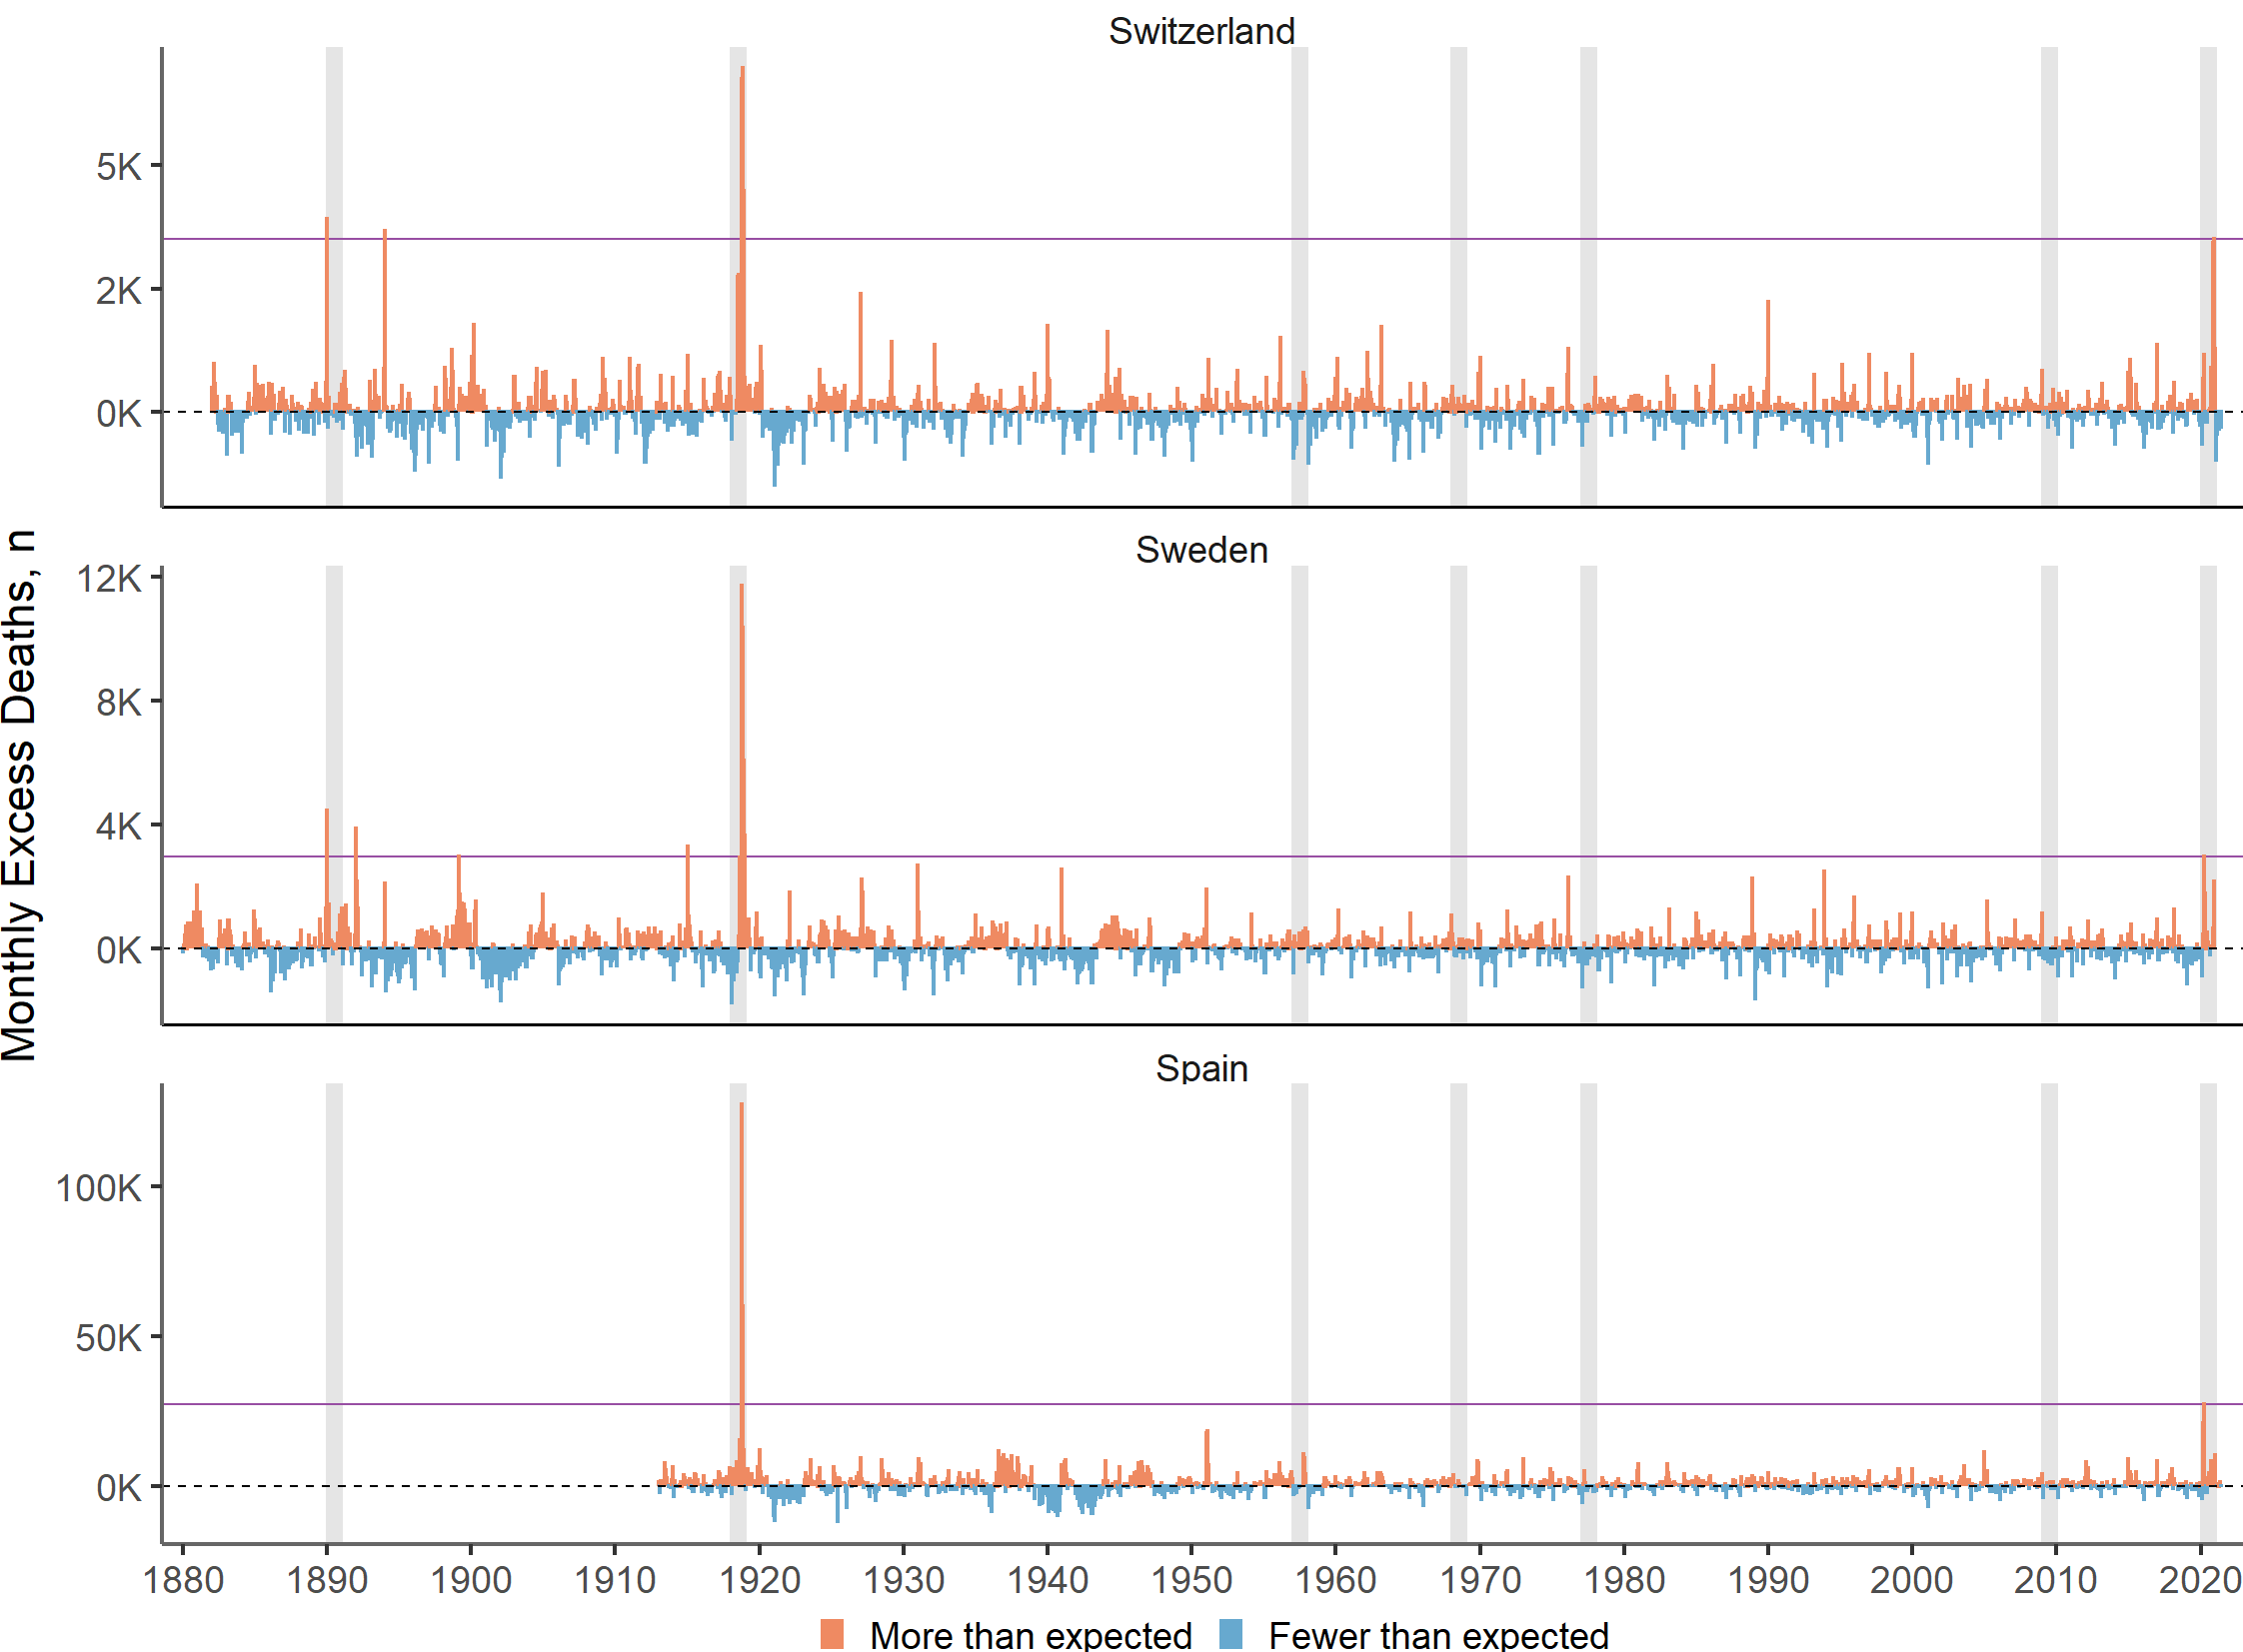 Switzerland
5K
2K
0K
Monthly Excess Deaths, n
Sweden
12K
8K
4K
0K
Spain
100K
50K
0K
1880 1890 1900 1910 1920 1930 1940 1950 1960 1970 1980 1990 2000 2010 2020
More than expected Fewer than expected